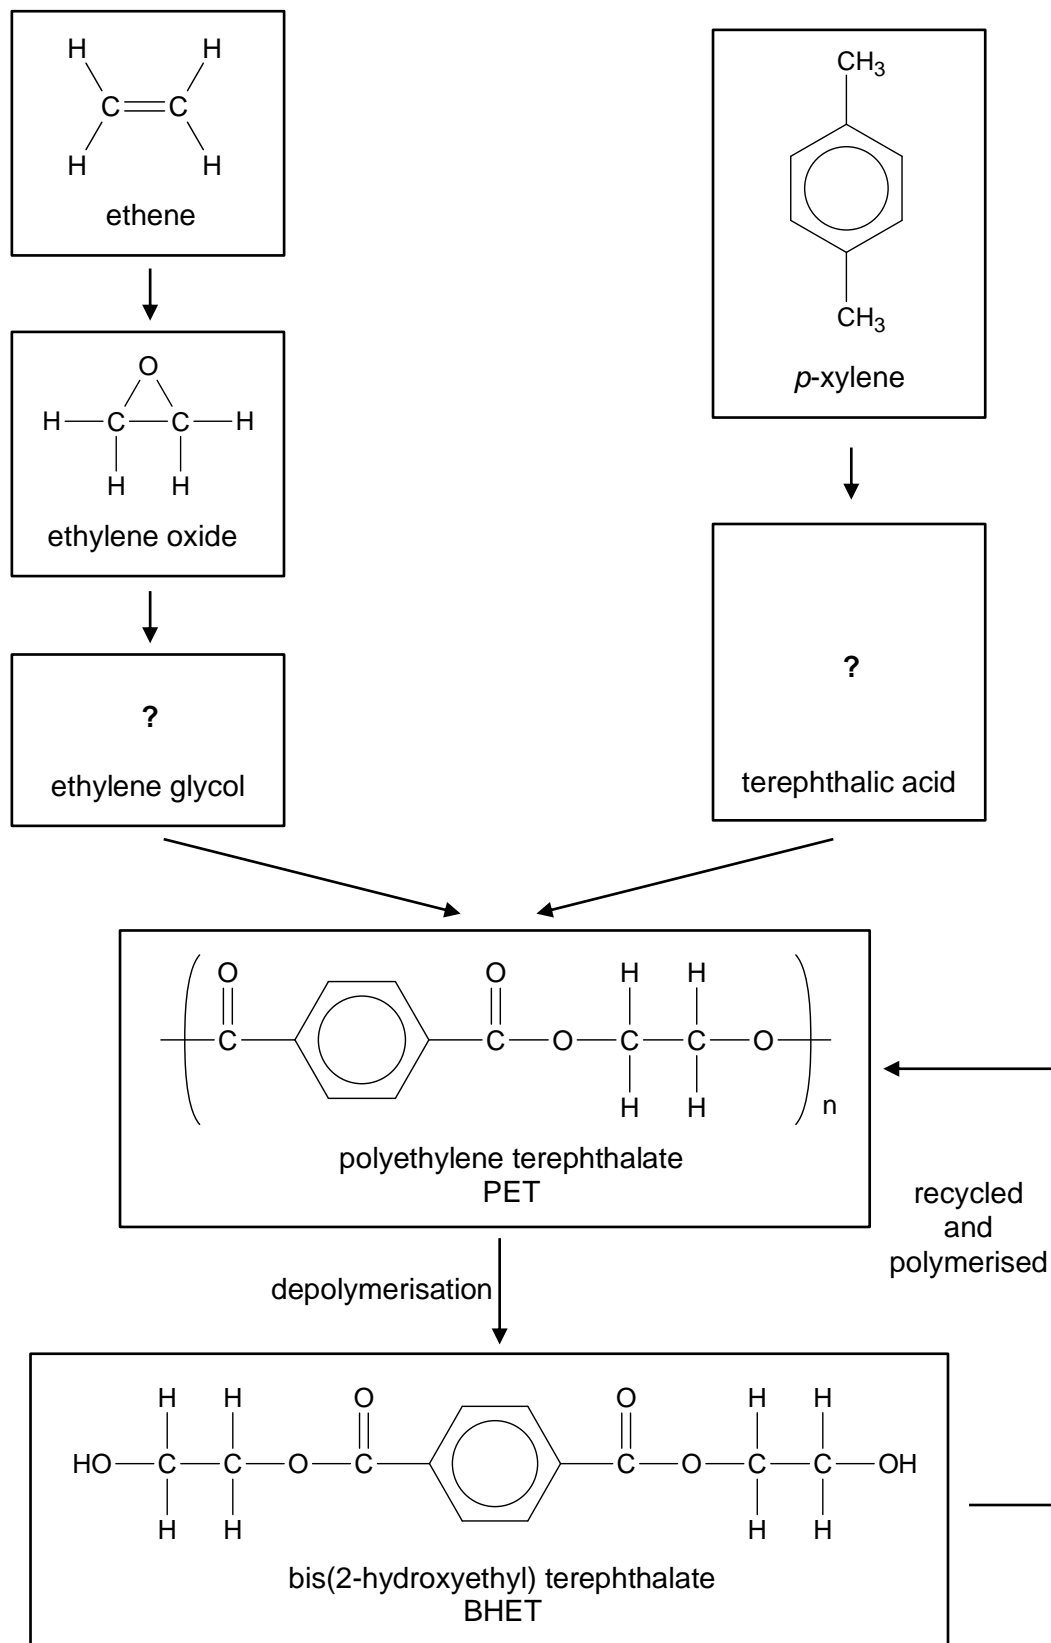 H H
C C
H H
ethene
CH₃
CH₃
p-xylene
O
H C C H
H H
ethylene oxide
?
ethylene glycol
?
terephthalic acid
O O H H
C C O C C O
H H
n
polyethylene terephthalate
PET
recycled
and
polymerised
depolymerisation
H H O O H H
HO C C O C C O C C OH
H H H H
bis(2-hydroxyethyl) terephthalate
BHET